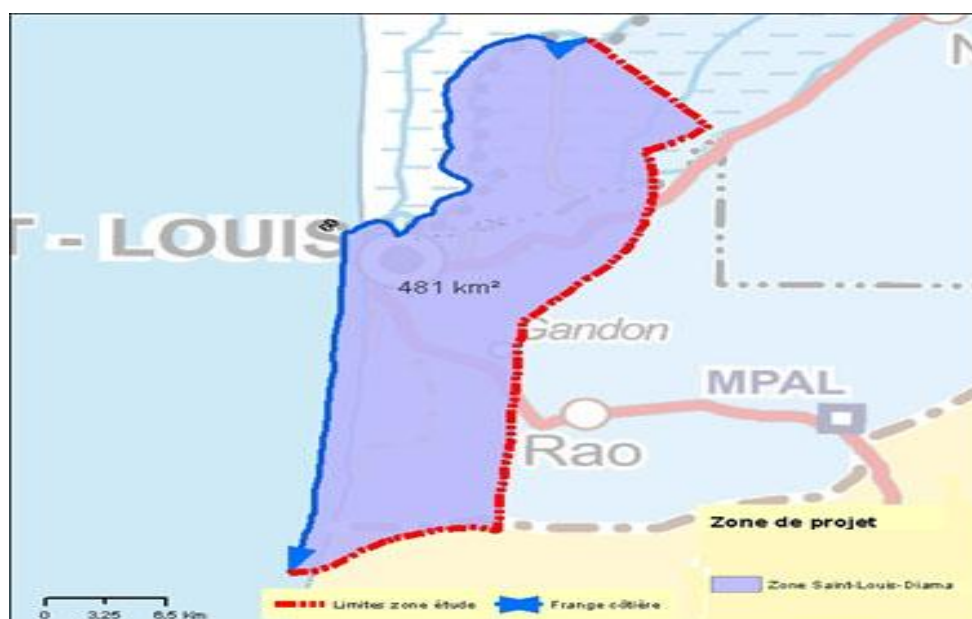 N
T - LOUIS
481 km²
Gandon
MPAL
Rao
Zone de projet
Zone Saint-Louis-Diama
Limites zone étude
Frange côtière
0 3,25 6,5 Km